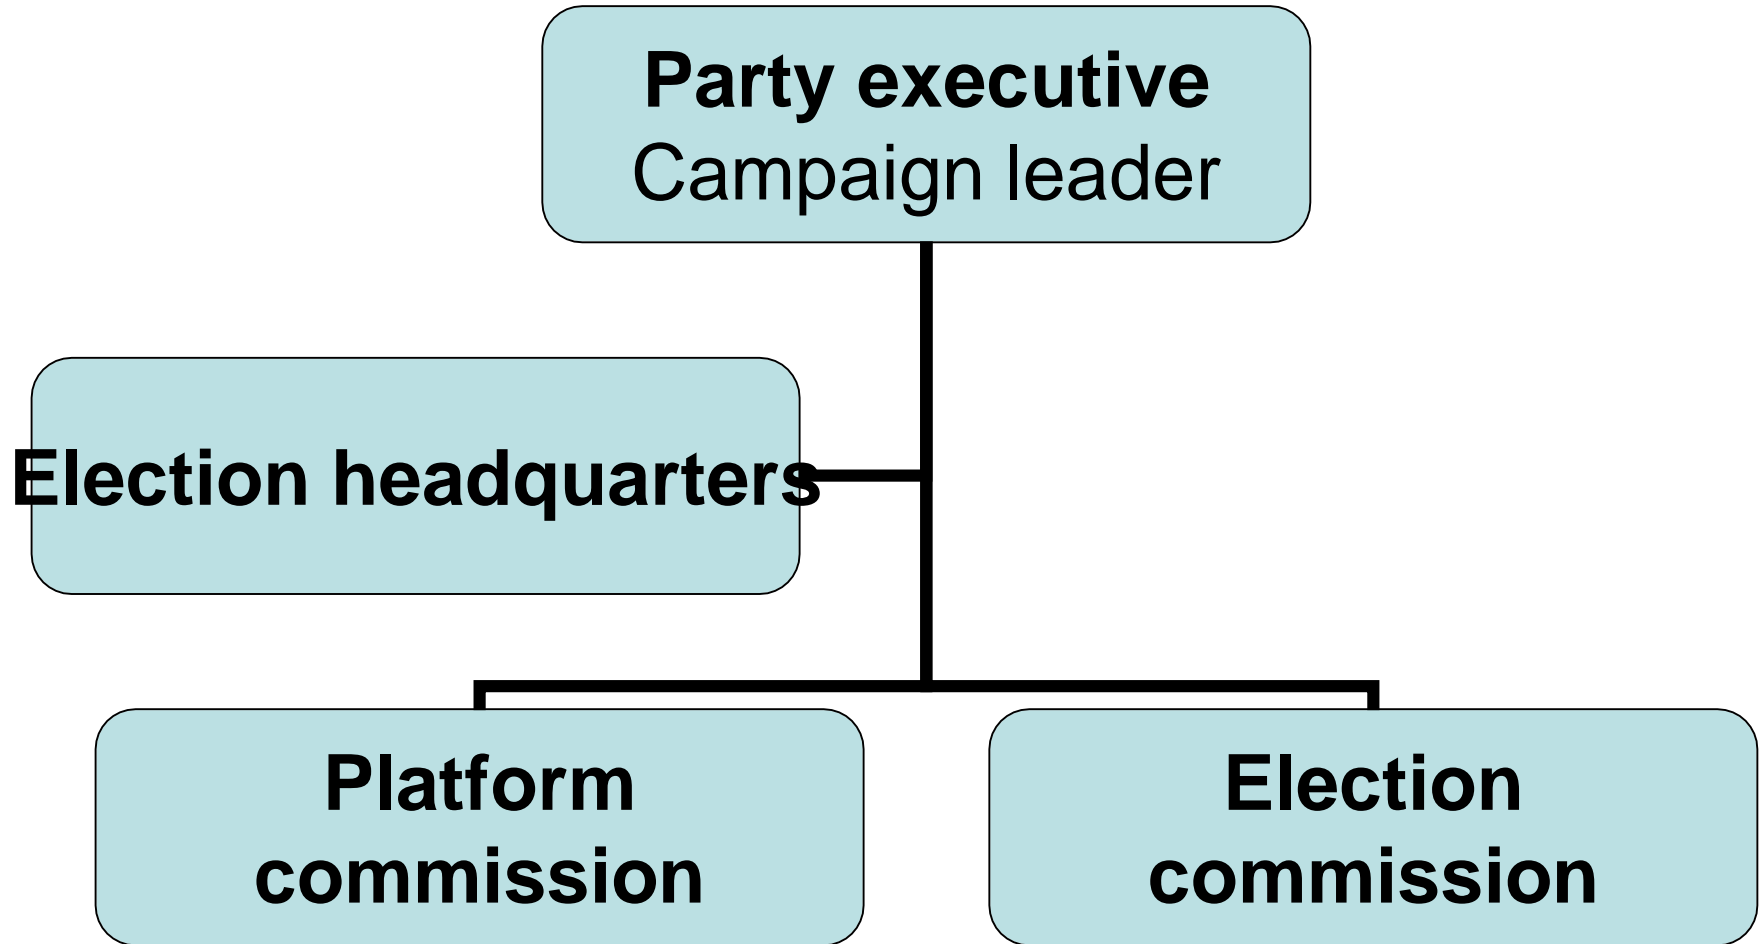 Party executive
Campaign leader
Election headquarters
Platform
commission
Election
commission